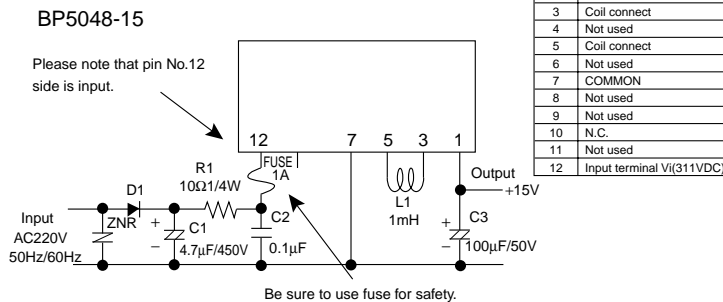 BP5048-15
Please note that pin No.12
side is input.
12 7 5 3 1
FUSE
1A
R1
10Ω1/4W
D1
ZNR
Input
AC220V
50Hz/60Hz
+
−
C1
4.7μF/450V
C2
0.1μF
L1
1mH
Output
+15V
+
−
C3
100μF/50V
Be sure to use fuse for safety.
3 Coil connect
4 Not used
5 Coil connect
6 Not used
7 COMMON
8 Not used
9 Not used
10 N.C.
11 Not used
12 Input terminal Vi(311VDC)